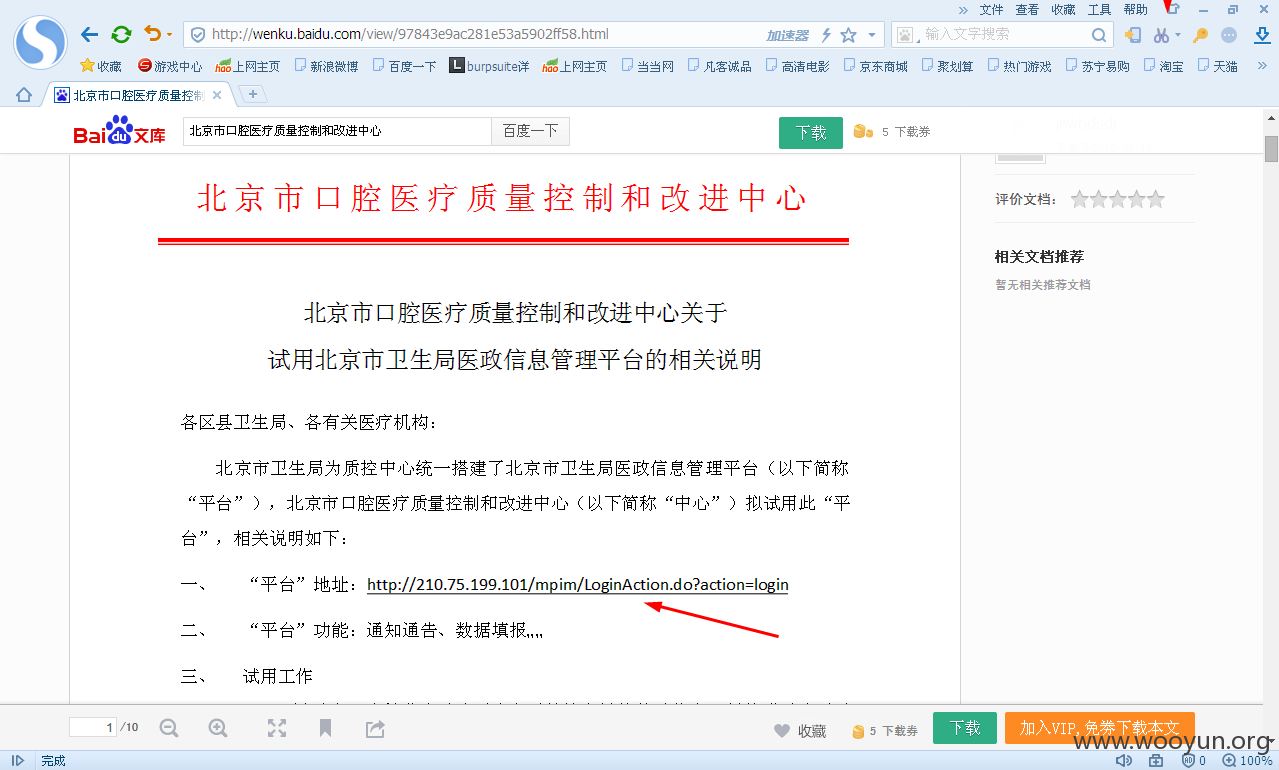 » 文件 查看 收藏 工具 帮助
http://wenku.baidu.com/view/97843e9ac281e53a5902ff58.html 加速器 输入文字搜索
收藏 游戏中心 hao 上网主页 新浪微博 百度一下 L burpsuite详 hao 上网主页 当当网 凡客诚品 高清电影 京东商城 聚划算 热门游戏 苏宁易购 淘宝 天猫 »
北京市口腔医疗质量控制
Bai du 文库 北京市口腔医疗质量控制和改进中心 百度一下 下载 5 下载券
北京市口腔医疗质量控制和改进中心
评价文档：
相关文档推荐
暂无相关推荐文档
北京市口腔医疗质量控制和改进中心关于
试用北京市卫生局医政信息管理平台的相关说明
各区县卫生局、各有关医疗机构：
北京市卫生局为质控中心统一搭建了北京市卫生局医政信息管理平台（以下简称
“平台”），北京市口腔医疗质量控制和改进中心（以下简称“中心”）拟试用此“平
台”，相关说明如下：
一、 “平台”地址：http://210.75.199.101/mpim/LoginAction.do?action=login
二、 “平台”功能：通知通告、数据填报,,,,
三、 试用工作
1 /10 收藏 5 下载券 下载 加入VIP,免券下载本文
www.wooyun.org
完成 0 100%